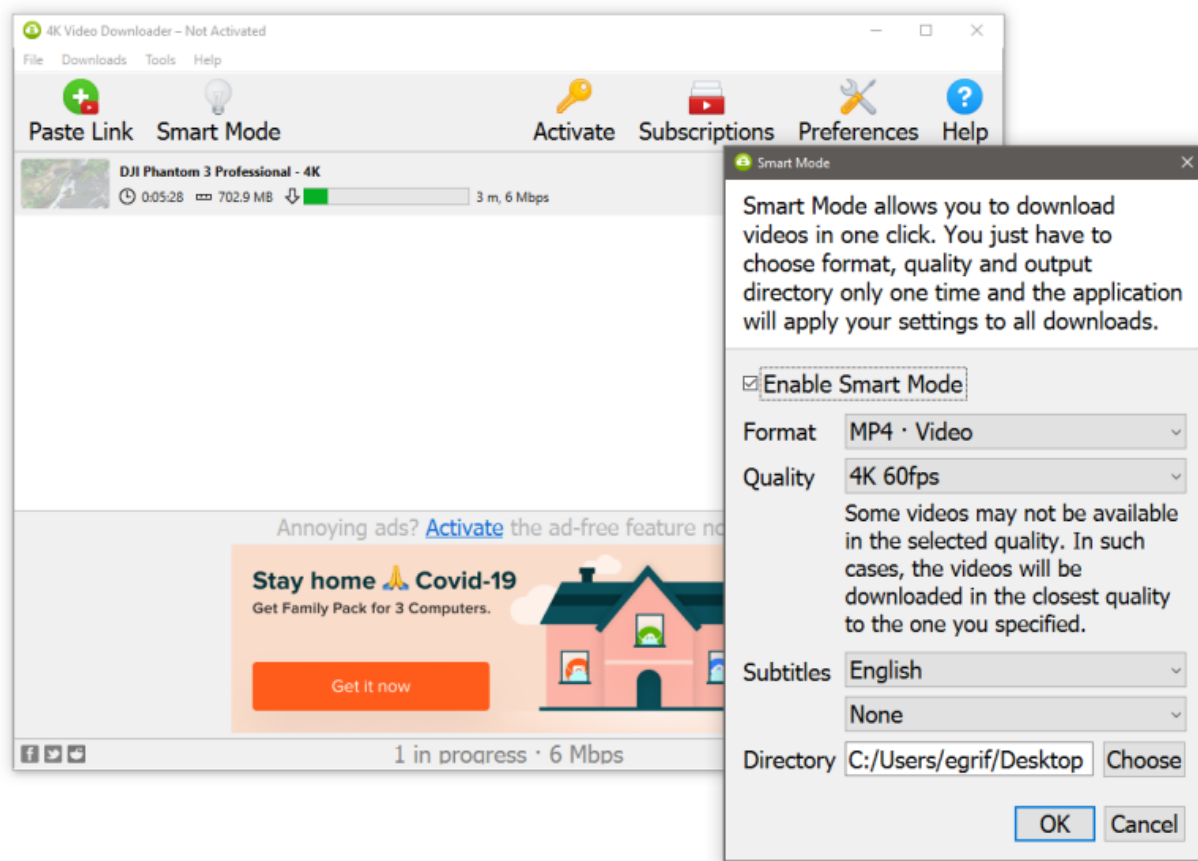 4K Video Downloader – Not Activated
File Downloads Tools Help
Paste Link Smart Mode Activate Subscriptions Preferences Help
DJI Phantom 3 Professional - 4K
0:05:28 702.9 MB 3 m, 6 Mbps
Annoying ads? Activate the ad-free feature no
Stay home 🙏 Covid-19
Get Family Pack for 3 Computers.
Get it now
1 in progress · 6 Mbps
Smart Mode
Smart Mode allows you to download
videos in one click. You just have to
choose format, quality and output
directory only one time and the application
will apply your settings to all downloads.
Enable Smart Mode
Format MP4 · Video
Quality 4K 60fps
Some videos may not be available
in the selected quality. In such
cases, the videos will be
downloaded in the closest quality
to the one you specified.
Subtitles English
None
Directory C:/Users/egrif/Desktop Choose
OK Cancel